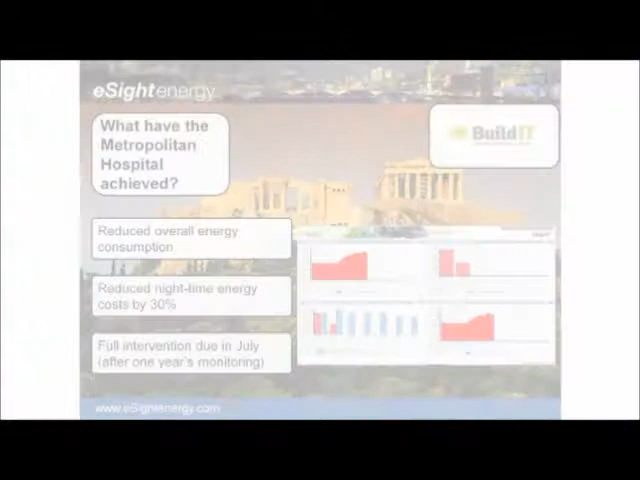 eSightenergy
What have the
Metropolitan
Hospital
achieved?
BuildIT
Reduced overall energy
consumption
Reduced night-time energy
costs by 30%
Full intervention due in July
(after one year's monitoring)
www.eSightenergy.com